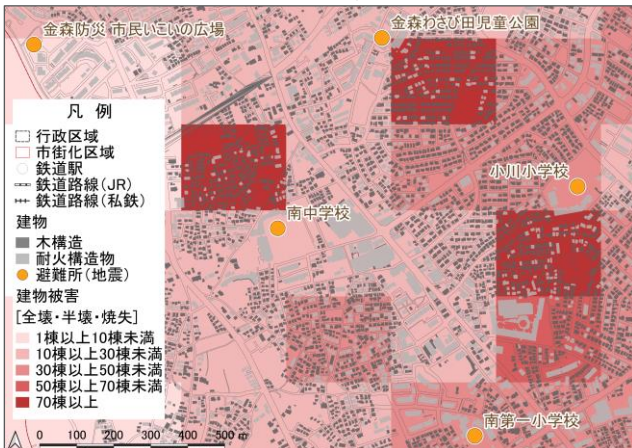 金森防災 市民いこいの広場
金森わさび田児童公園
凡 例
行政区域
市街化区域
鉄道駅
鉄道路線(JR)
鉄道路線(私鉄)
建物
木構造
耐火構造物
避難所(地震)
建物被害
[全壊・半壊・焼失]
1棟以上10棟未満
10棟以上30棟未満
30棟以上50棟未満
50棟以上70棟未満
70棟以上
小川小学校
南中学校
南第一小学校
0 100 200 300 400 500 m